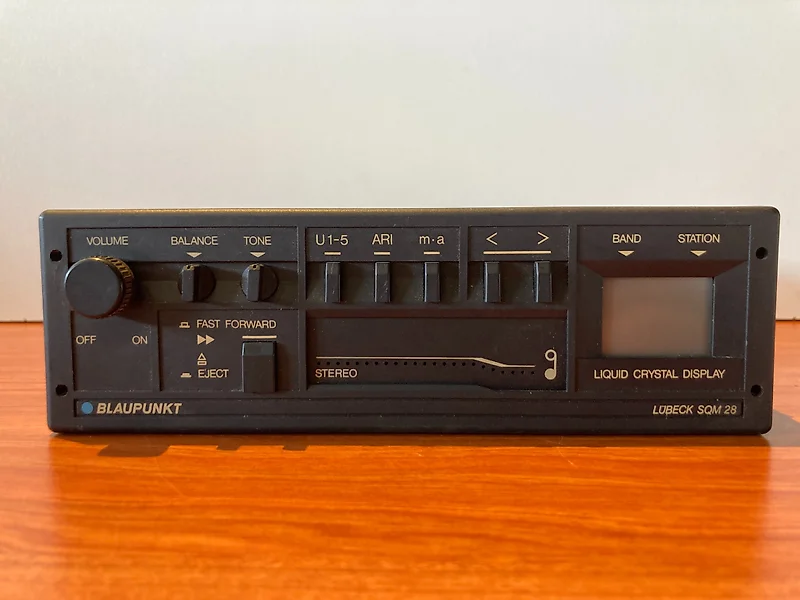 VOLUME
BALANCE
TONE
U1-5
ARI
m·a
< >
BAND
STATION
OFF
ON
FAST FORWARD
EJECT
STEREO
LIQUID CRYSTAL DISPLAY
BLAUPUNKT
LÜBECK SQM 28